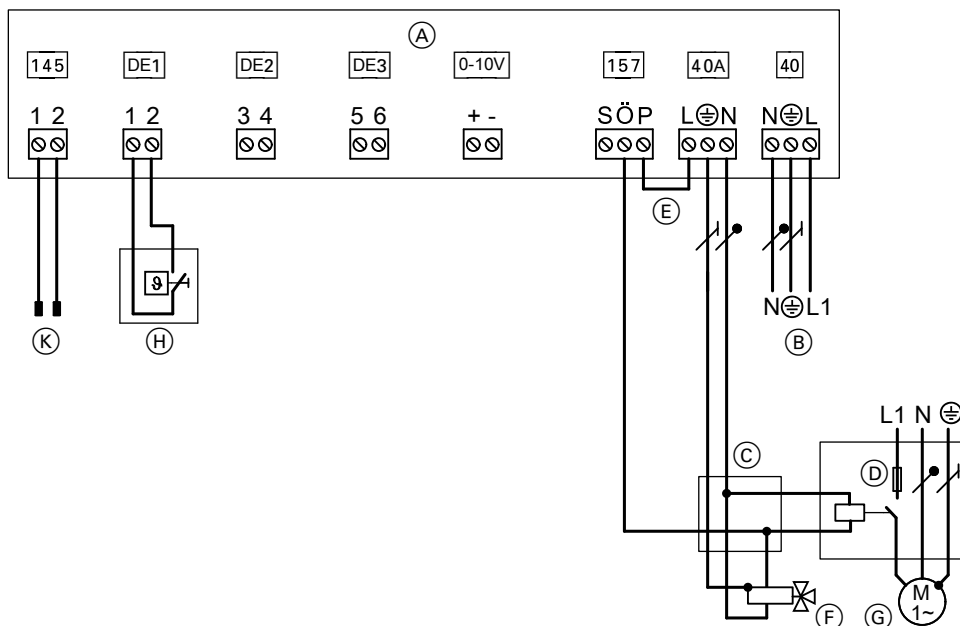 A
145 DE1 DE2 DE3 0-10V 157 40A 40
1 2 1 2 3 4 5 6 + - S Ö P L N N L
E
N L1
K H B
ϑ
L1 N
C
D
M
1~
F G